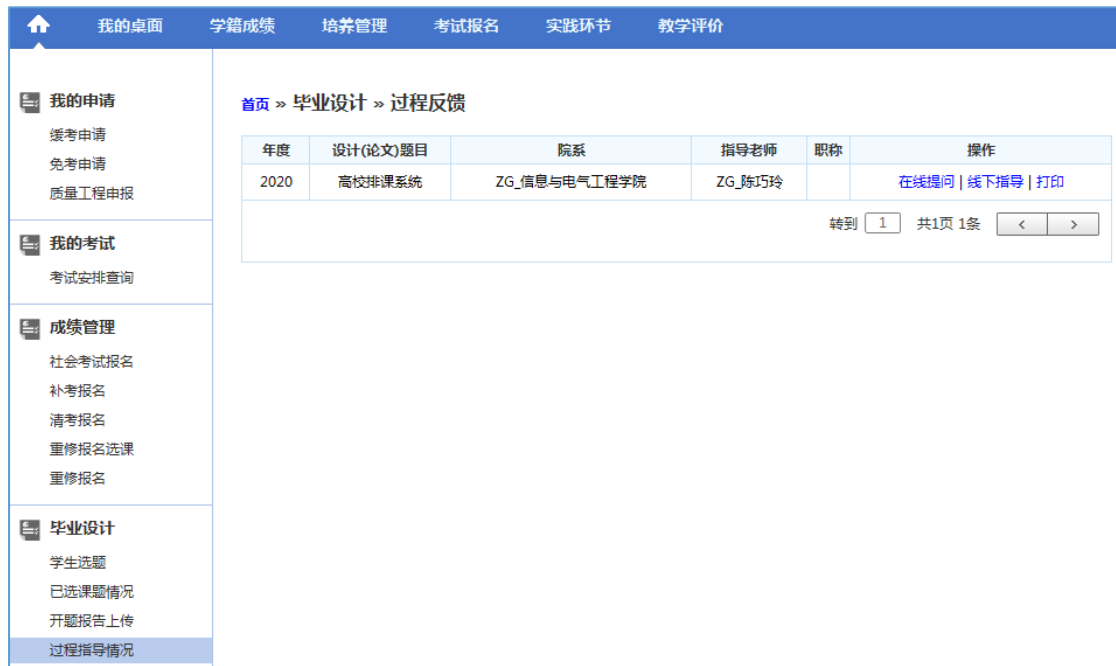 我的桌面 学籍成绩 培养管理 考试报名 实践环节 教学评价
我的申请
缓考申请
免考申请
质量工程申报
我的考试
考试安排查询
成绩管理
社会考试报名
补考报名
清考报名
重修报名选课
重修报名
毕业设计
学生选题
已选课题情况
开题报告上传
过程指导情况
首页 » 毕业设计 » 过程反馈
年度 设计(论文)题目 院系 指导老师 职称 操作
2020 高校排课系统 ZG_信息与电气工程学院 ZG_陈巧玲 在线提问 | 线下指导 | 打印
转到 1 共1页 1条 < >